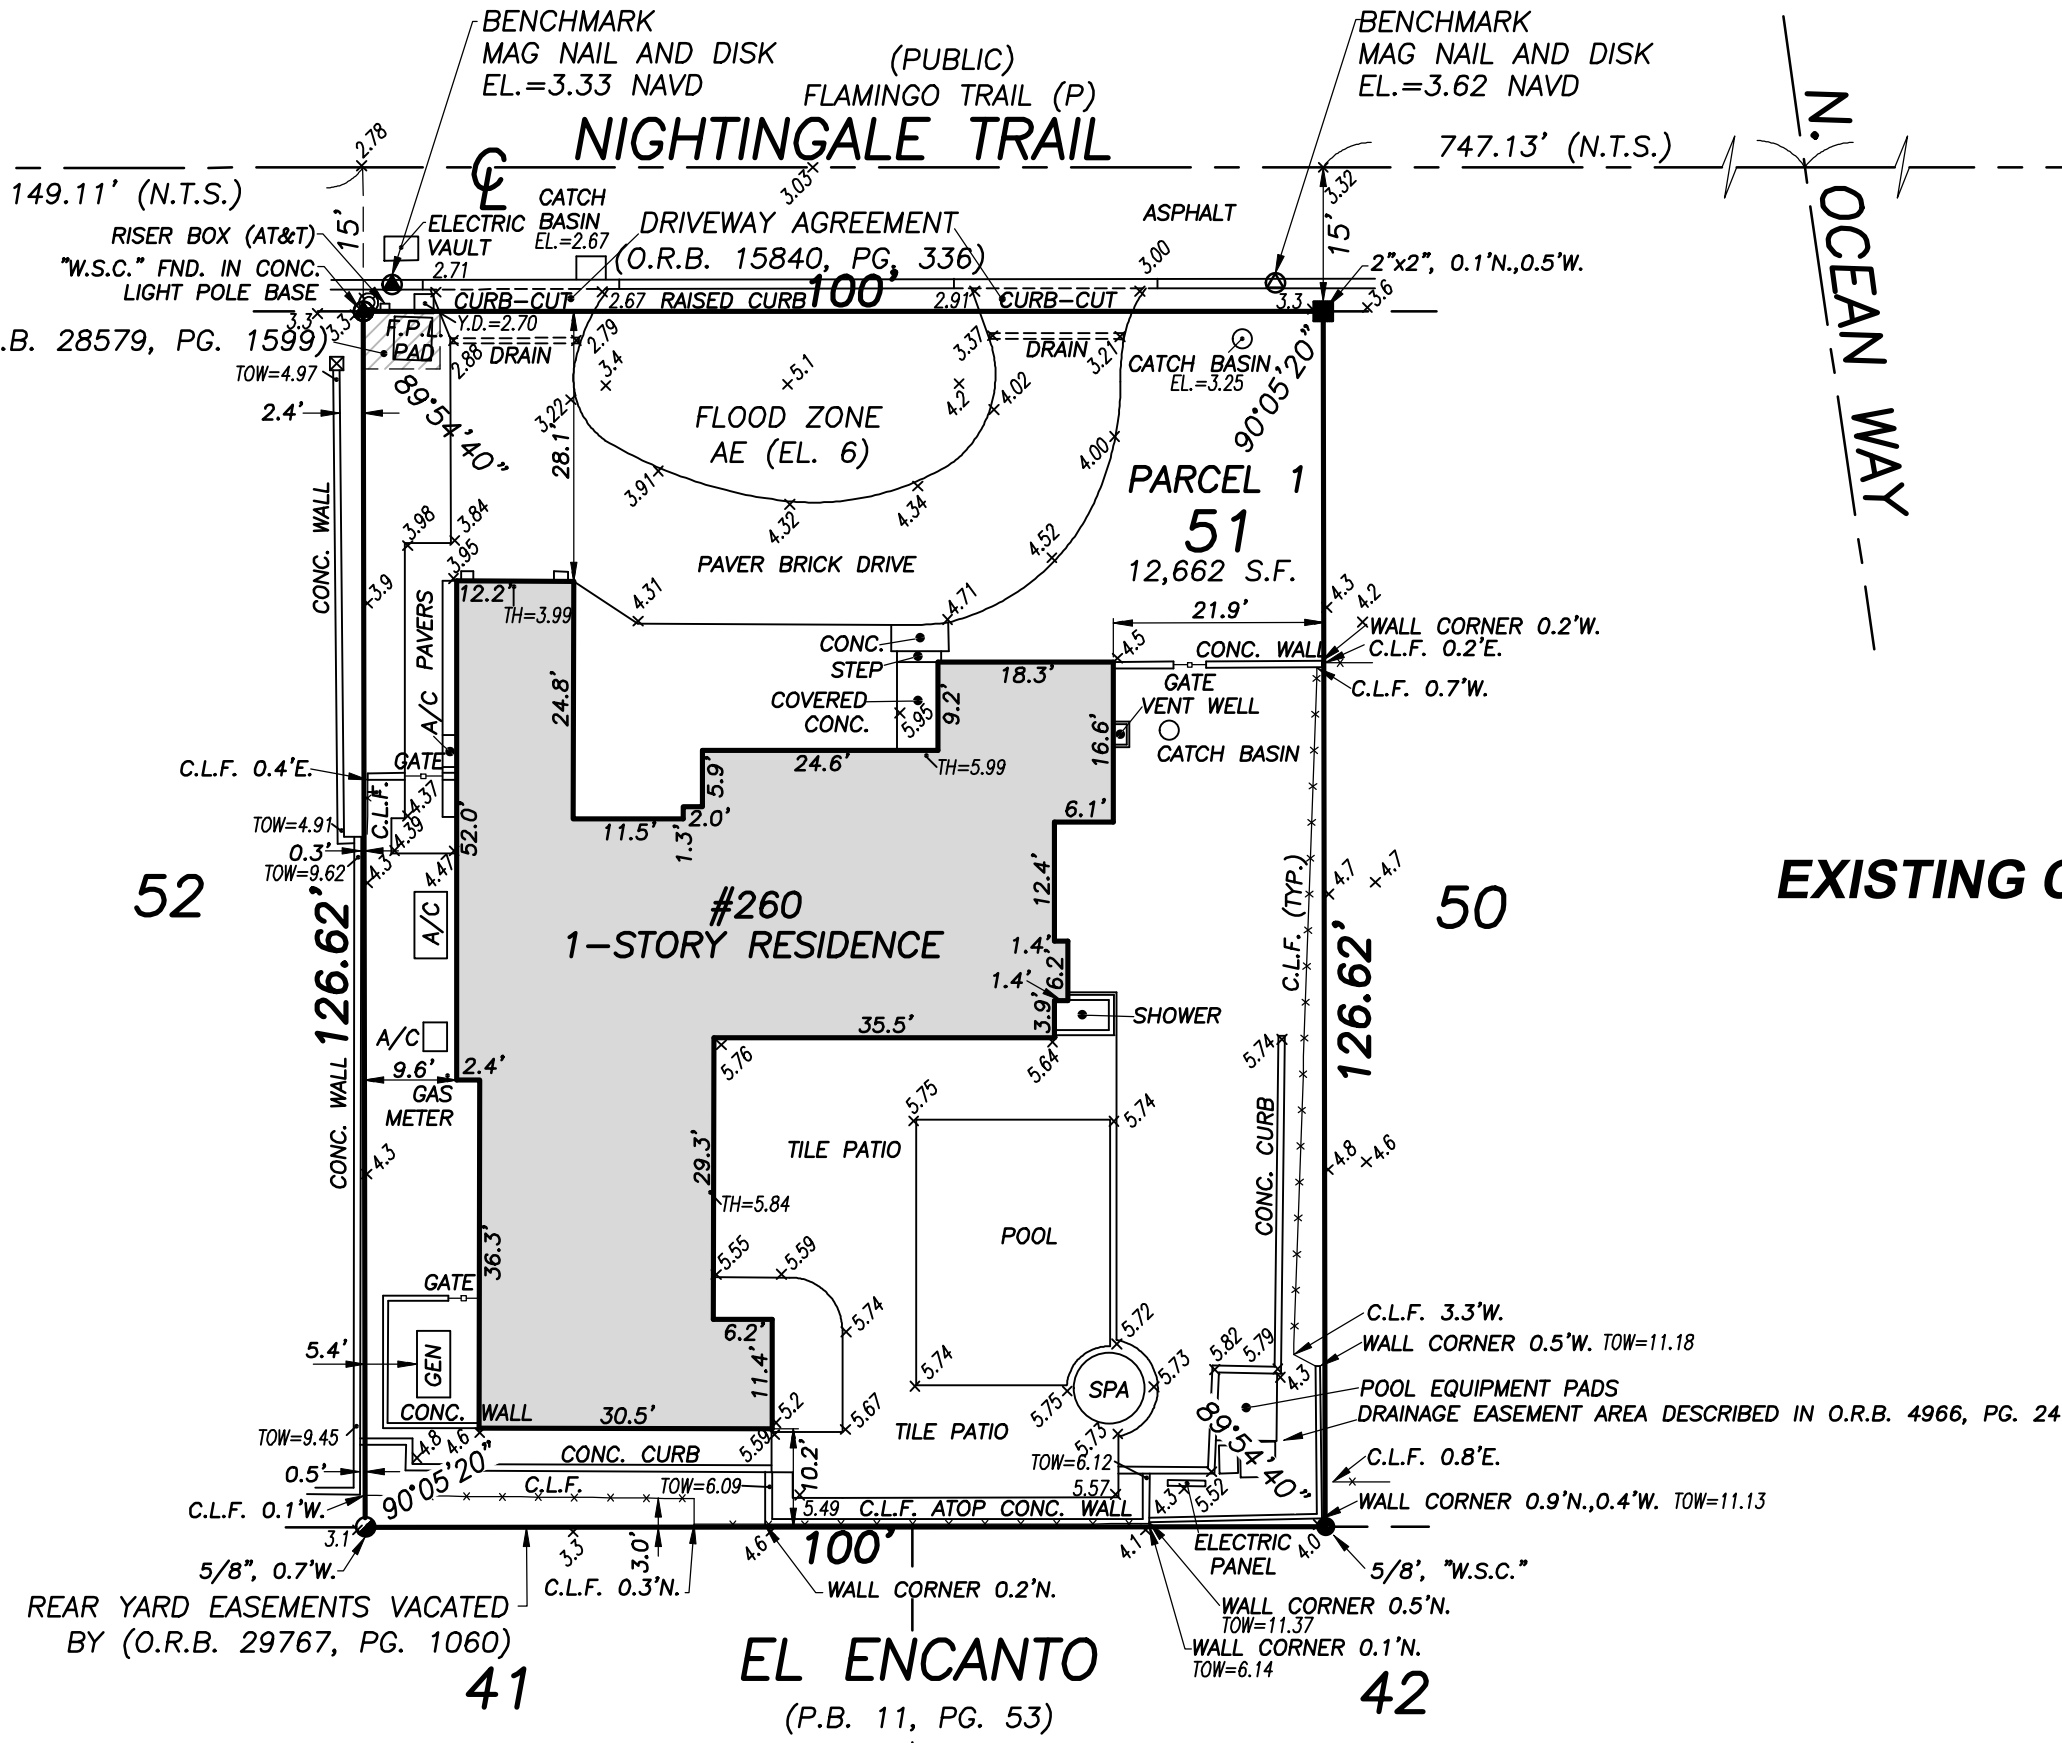 BENCHMARK
MAG NAIL AND DISK
EL.=3.33 NAVD
(PUBLIC)
FLAMINGO TRAIL (P)
NIGHTINGALE TRAIL
BENCHMARK
MAG NAIL AND DISK
EL.=3.62 NAVD
N. OCEAN WAY
747.13' (N.T.S.)
149.11' (N.T.S.)
2.78
3.03
3.32
15'
15'
℄
CATCH
BASIN
EL.=2.67
ELECTRIC
VAULT
DRIVEWAY AGREEMENT
(O.R.B. 15840, PG. 336)
ASPHALT
3.00
RISER BOX (AT&T)
"W.S.C." FND. IN CONC.
LIGHT POLE BASE
2"x2", 0.1'N.,0.5'W.
2.71
CURB-CUT
2.67
RAISED CURB
100'
2.91
CURB-CUT
3.3
3.6
3.3
3.3
.B. 28579, PG. 1599)
F.P.L.
PAD
Y.D.=2.70
2.88
DRAIN
2.79
3.4
3.37
DRAIN
3.21
CATCH BASIN
EL.=3.25
90°05'20"
TOW=4.97
2.4'
89°54'40"
3.22
28.1'
5.1
4.2
4.02
FLOOD ZONE
AE (EL. 6)
4.00
3.91
4.32
4.34
4.52
PARCEL 1
51
12,662 S.F.
CONC. WALL
3.98
3.84
3.95
PAVER BRICK DRIVE
3.9
12.2'
TH=3.99
4.31
4.71
21.9'
4.3
4.2
WALL CORNER 0.2'W.
C.L.F. 0.2'E.
C.L.F. 0.7'W.
A/C PAVERS
24.8'
CONC.
STEP
COVERED
CONC.
5.95
18.3'
9.2'
4.5
CONC. WALL
GATE
VENT WELL
CATCH BASIN
16.6'
C.L.F. 0.4'E.
GATE
24.6'
TH=5.99
5.9'
2.0'
11.5'
1.3'
6.1'
C.L.F.
4.37
4.39
TOW=4.91
0.3'
TOW=9.62
4.3
4.47
52.0'
52
126.62'
A/C
#260
1-STORY RESIDENCE
12.4'
1.4'
6.2'
1.4'
3.9'
C.L.F. (TYP.)
4.7
4.7
50
126.62'
EXISTING
SHOWER
A/C
9.6'
2.4'
GAS
METER
CONC. WALL
35.5'
5.76
5.64
5.74
CONC. CURB
5.75
5.74
4.3
29.3'
TILE PATIO
4.8
4.6
TH=5.84
POOL
36.3'
5.55
5.59
GATE
5.74
6.2'
11.4'
5.4'
GEN
5.74
5.72
5.73
5.75
SPA
5.82
5.79
4.3
C.L.F. 3.3'W.
WALL CORNER 0.5'W. TOW=11.18
POOL EQUIPMENT PADS
DRAINAGE EASEMENT AREA DESCRIBED IN O.R.B. 4966, PG. 24
CONC. WALL
30.5'
5.2
5.67
TILE PATIO
5.73
89°54'40"
TOW=9.45
4.8
4.6
CONC. CURB
5.59
10.2'
TOW=6.12
C.L.F. 0.8'E.
0.5'
90°05'20"
C.L.F.
TOW=6.09
5.57
4.3
5.52
C.L.F. 0.1'W.
5.49
C.L.F. ATOP CONC. WALL
WALL CORNER 0.9'N.,0.4'W. TOW=11.13
3.1
3.3
3.0'
4.6
100'
4.1
ELECTRIC
PANEL
4.0
5/8", 0.7'W.
C.L.F. 0.3'N.
WALL CORNER 0.2'N.
5/8', "W.S.C."
REAR YARD EASEMENTS VACATED
BY (O.R.B. 29767, PG. 1060)
WALL CORNER 0.5'N.
TOW=11.37
WALL CORNER 0.1'N.
TOW=6.14
41
EL ENCANTO
(P.B. 11, PG. 53)
42